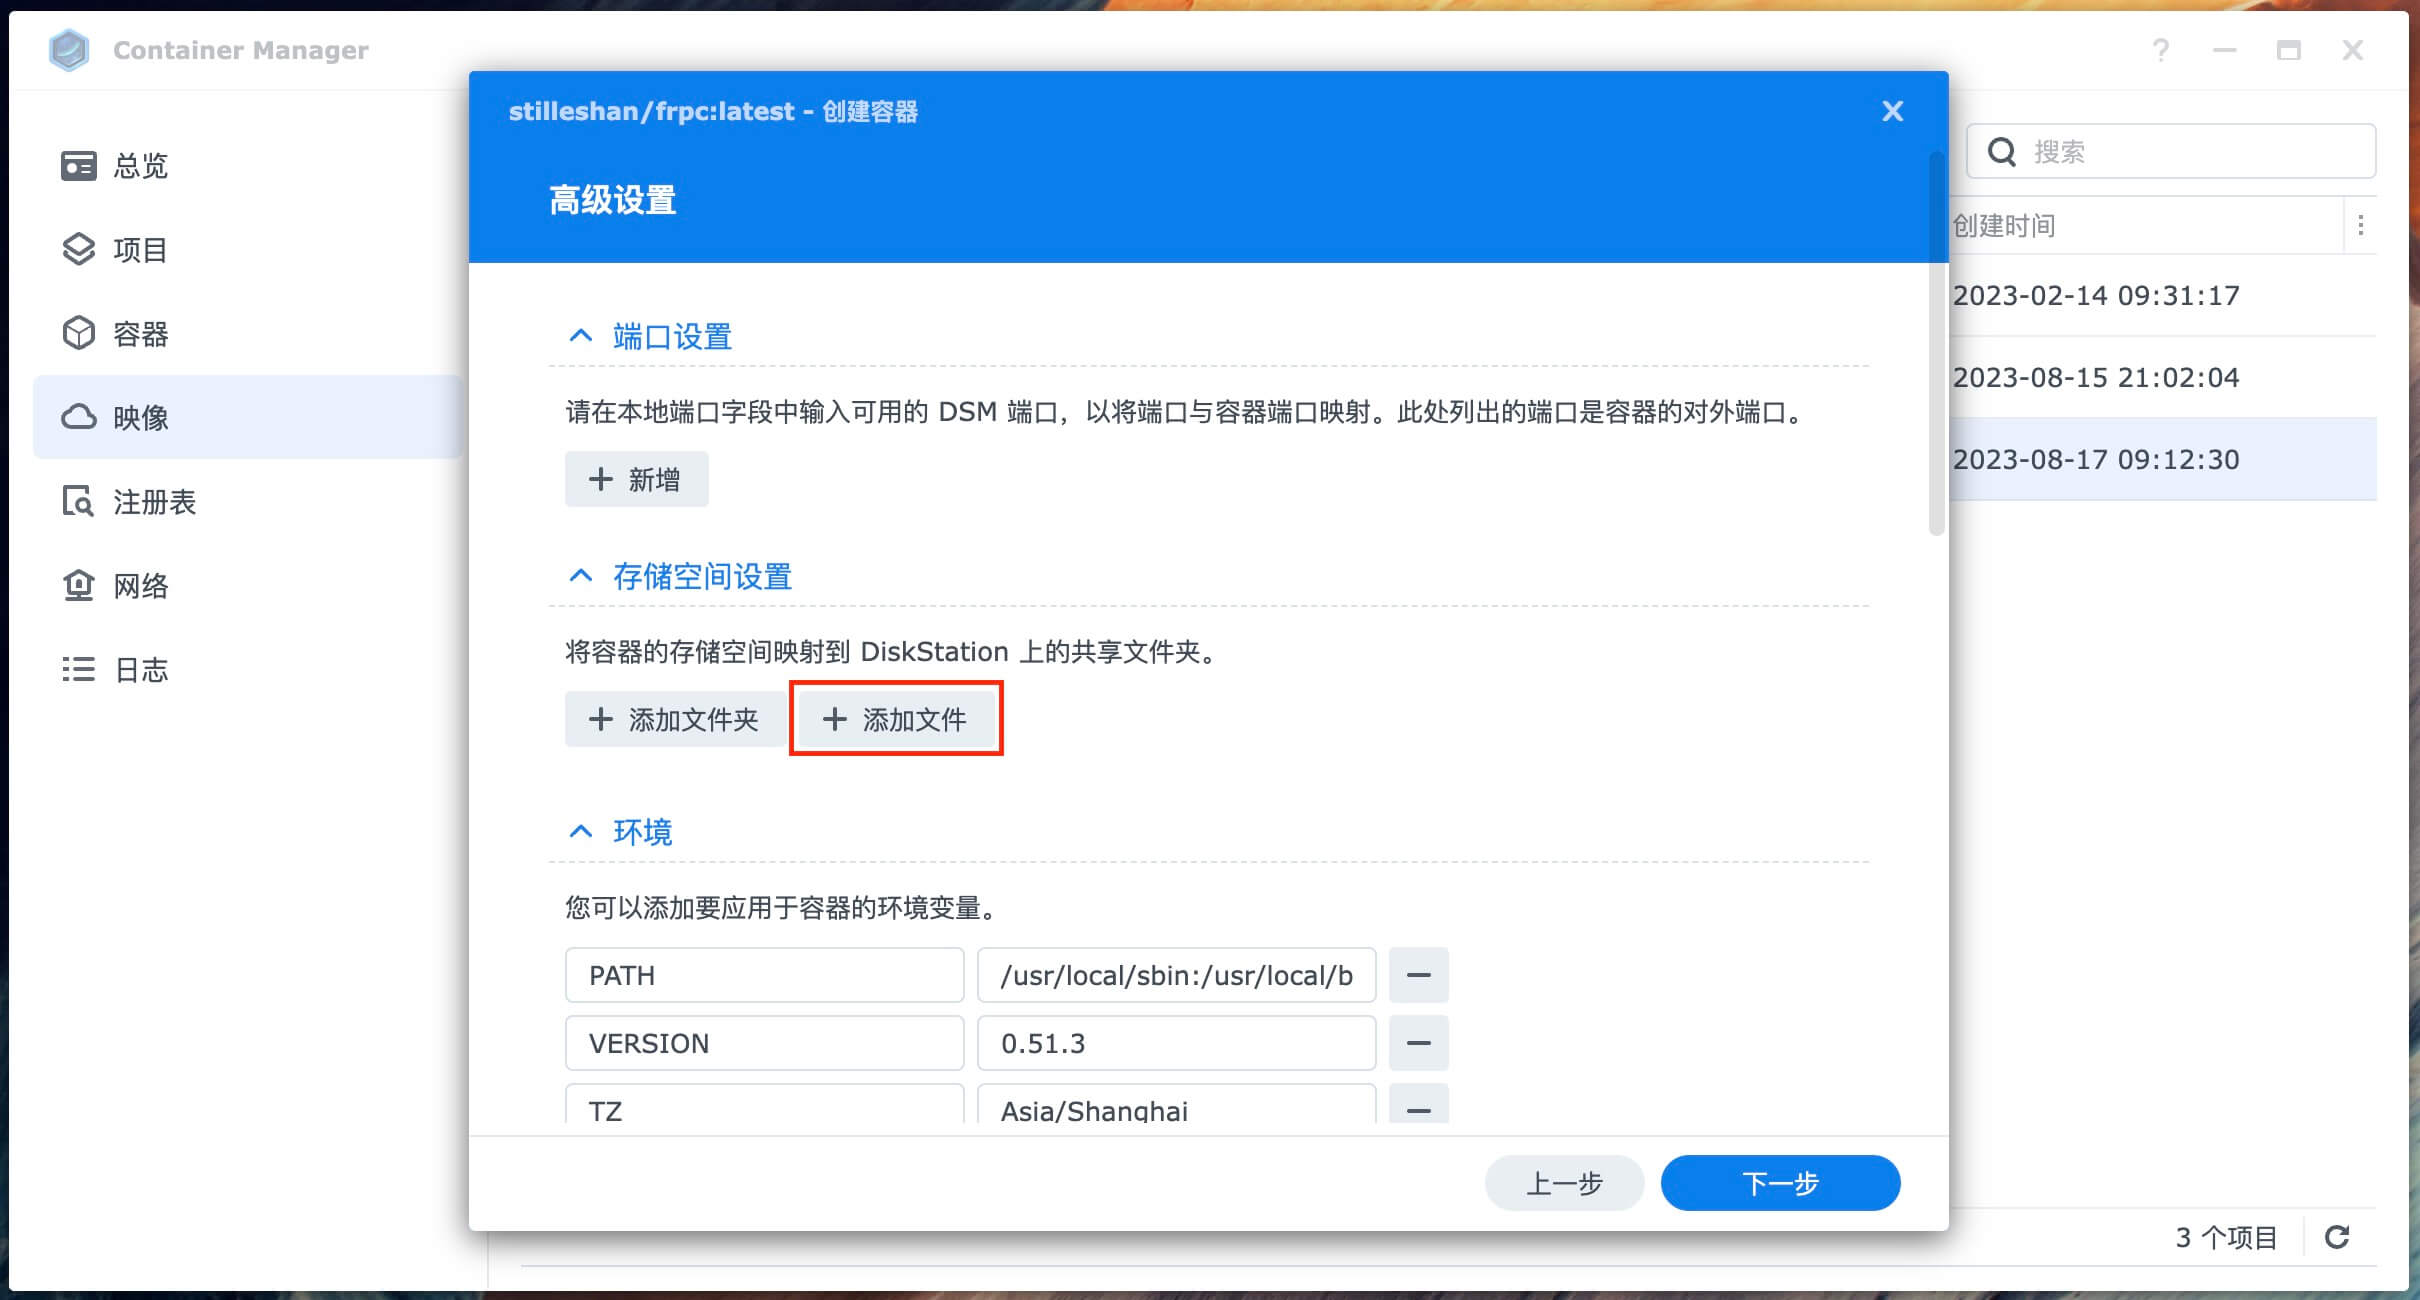 Container Manager
总览
项目
容器
映像
注册表
网络
日志
搜索
创建时间
2023-02-14 09:31:17
2023-08-15 21:02:04
2023-08-17 09:12:30
3 个项目
stilleshan/frpc:latest - 创建容器
高级设置
端口设置
请在本地端口字段中输入可用的 DSM 端口，以将端口与容器端口映射。此处列出的端口是容器的对外端口。
新增
存储空间设置
将容器的存储空间映射到 DiskStation 上的共享文件夹。
添加文件夹 添加文件
环境
您可以添加要应用于容器的环境变量。
PATH /usr/local/sbin:/usr/local/b
VERSION 0.51.3
TZ Asia/Shanghai
上一步 下一步